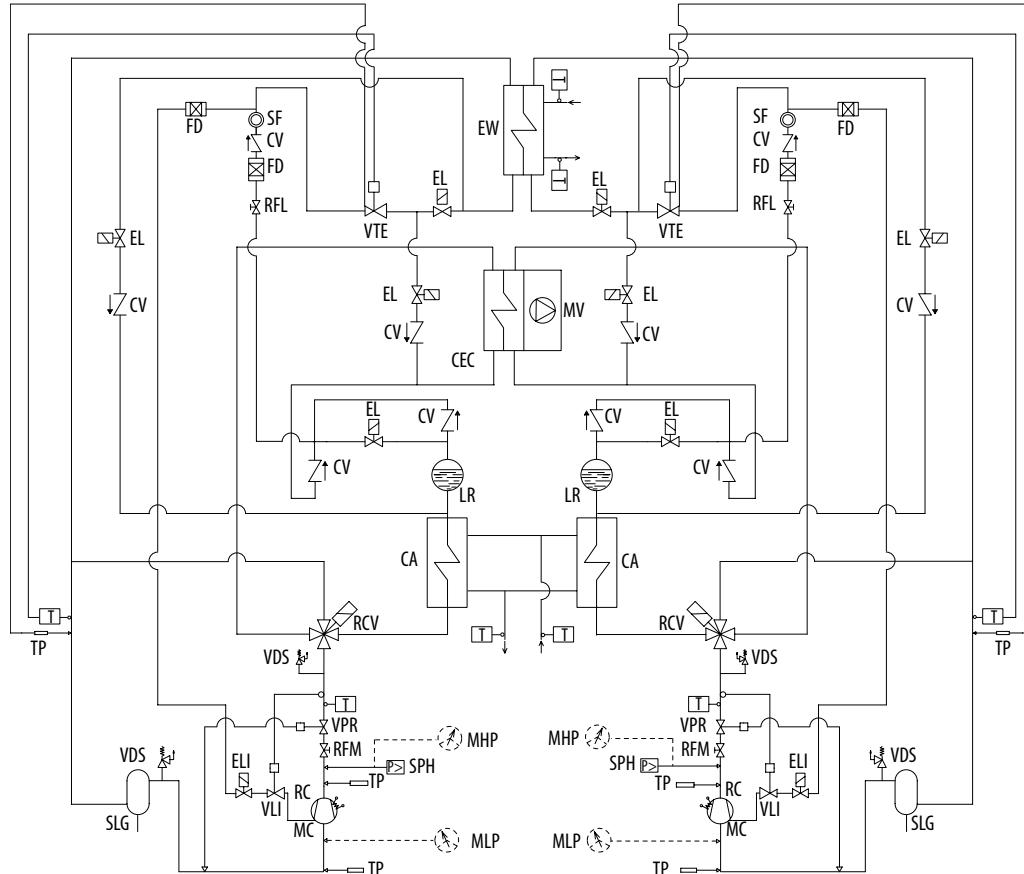 T
FD
SF
CV
FD
RFL
EW
T
SF
CV
FD
FD
RFL
EL
VTE
EL
VTE
EL
CV
EL
CV
CEC
MV
EL
CV
EL
CV
EL
CV
CV
LR
EL
CV
CV
LR
CA
CA
T
TP
RCV
VDS
T
T
RCV
VDS
T
TP
T
VPR
RFM
MHP
SPH
P>
TP
T
VPR
RFM
MHP
SPH
P>
TP
VDS
SLG
ELI
VLI
RC
MC
MLP
TP
RC
MC
VLI
ELI
MLP
TP
VDS
SLG